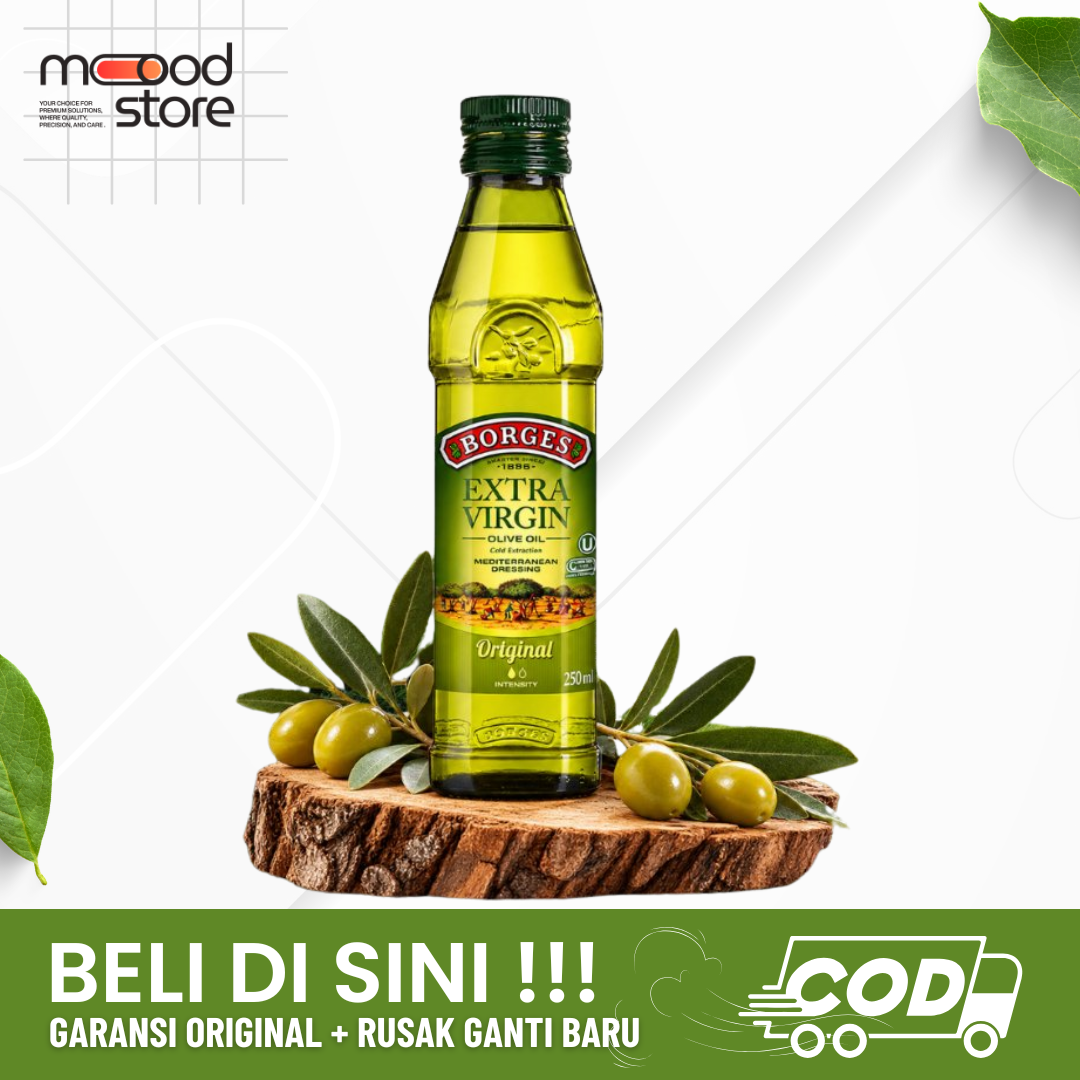 moood
store
YOUR CHOICE FOR
PREMIUM SOLUTIONS,
WHERE QUALITY,
PRECISION, AND CARE.
BORGES
1896
EXTRA
VIRGIN
OLIVE OIL
Cold Extraction
MEDITERRANEAN
DRESSING
U
Original
INTENSITY
250 ml
BORGES
BELI DI SINI !!!
GARANSI ORIGINAL + RUSAK GANTI BARU
COD